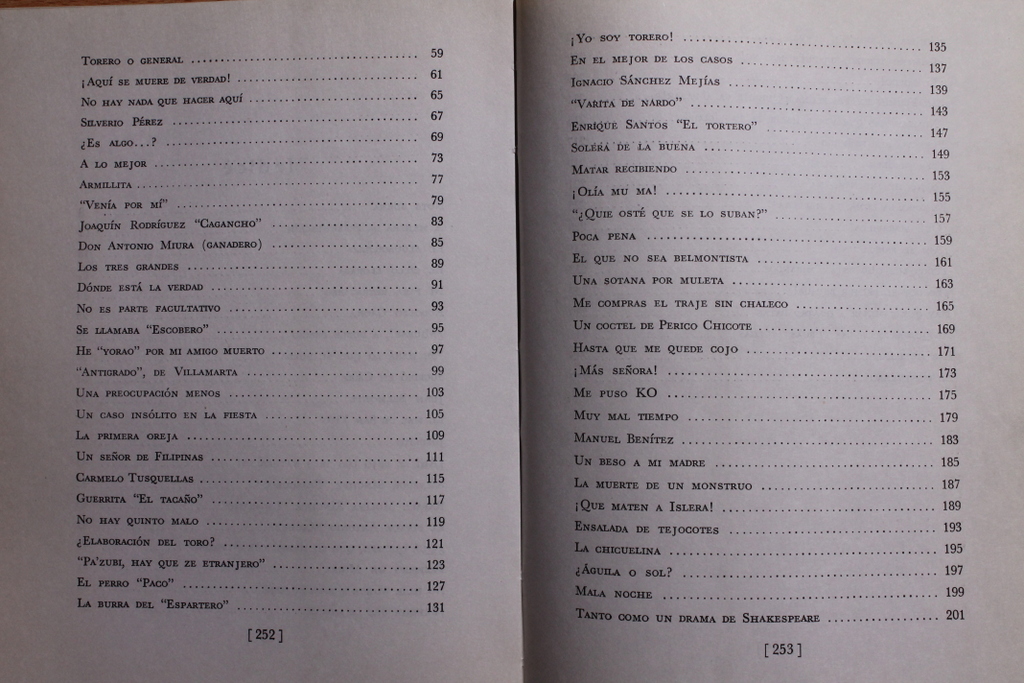 Torero o general ........ 59
¡Aquí se muere de verdad! ........ 61
No hay nada que hacer aquí ........ 65
Silverio Pérez ........ 67
¿Es algo...? ........ 69
A lo mejor ........ 73
Armillita ........ 77
"Venía por mí" ........ 79
Joaquín Rodríguez "Cagancho" ........ 83
Don Antonio Miura (ganadero) ........ 85
Los tres grandes ........ 89
Dónde está la verdad ........ 91
No es parte facultativo ........ 93
Se llamaba "Escobero" ........ 95
He "yorao" por mi amigo muerto ........ 97
"Antigrado", de Villamarta ........ 99
Una preocupación menos ........ 103
Un caso insólito en la fiesta ........ 105
La primera oreja ........ 109
Un señor de Filipinas ........ 111
Carmelo Tusquellas ........ 115
Guerrita "El tacaño" ........ 117
No hay quinto malo ........ 119
¿Elaboración del toro? ........ 121
"Pa'zubi, hay que ze etranjero" ........ 123
El perro "Paco" ........ 127
La burra del "Espartero" ........ 131
[ 252 ]
¡Yo soy torero! ........ 135
En el mejor de los casos ........ 137
Ignacio Sánchez Mejías ........ 139
"Varita de nardo" ........ 143
Enrique Santos "El tortero" ........ 147
Solera de la buena ........ 149
Matar recibiendo ........ 153
¡Olía mu ma! ........ 155
"¿Quie osté que se lo suban?" ........ 157
Poca pena ........ 159
El que no sea belmontista ........ 161
Una sotana por muleta ........ 163
Me compras el traje sin chaleco ........ 165
Un coctel de Perico Chicote ........ 169
Hasta que me quede cojo ........ 171
¡Más señora! ........ 173
Me puso KO ........ 175
Muy mal tiempo ........ 179
Manuel Benítez ........ 183
Un beso a mi madre ........ 185
La muerte de un monstruo ........ 187
¡Que maten a Islera! ........ 189
Ensalada de tejocotes ........ 193
La chicuelina ........ 195
¿Águila o sol? ........ 197
Mala noche ........ 199
Tanto como un drama de Shakespeare ........ 201
[ 253 ]